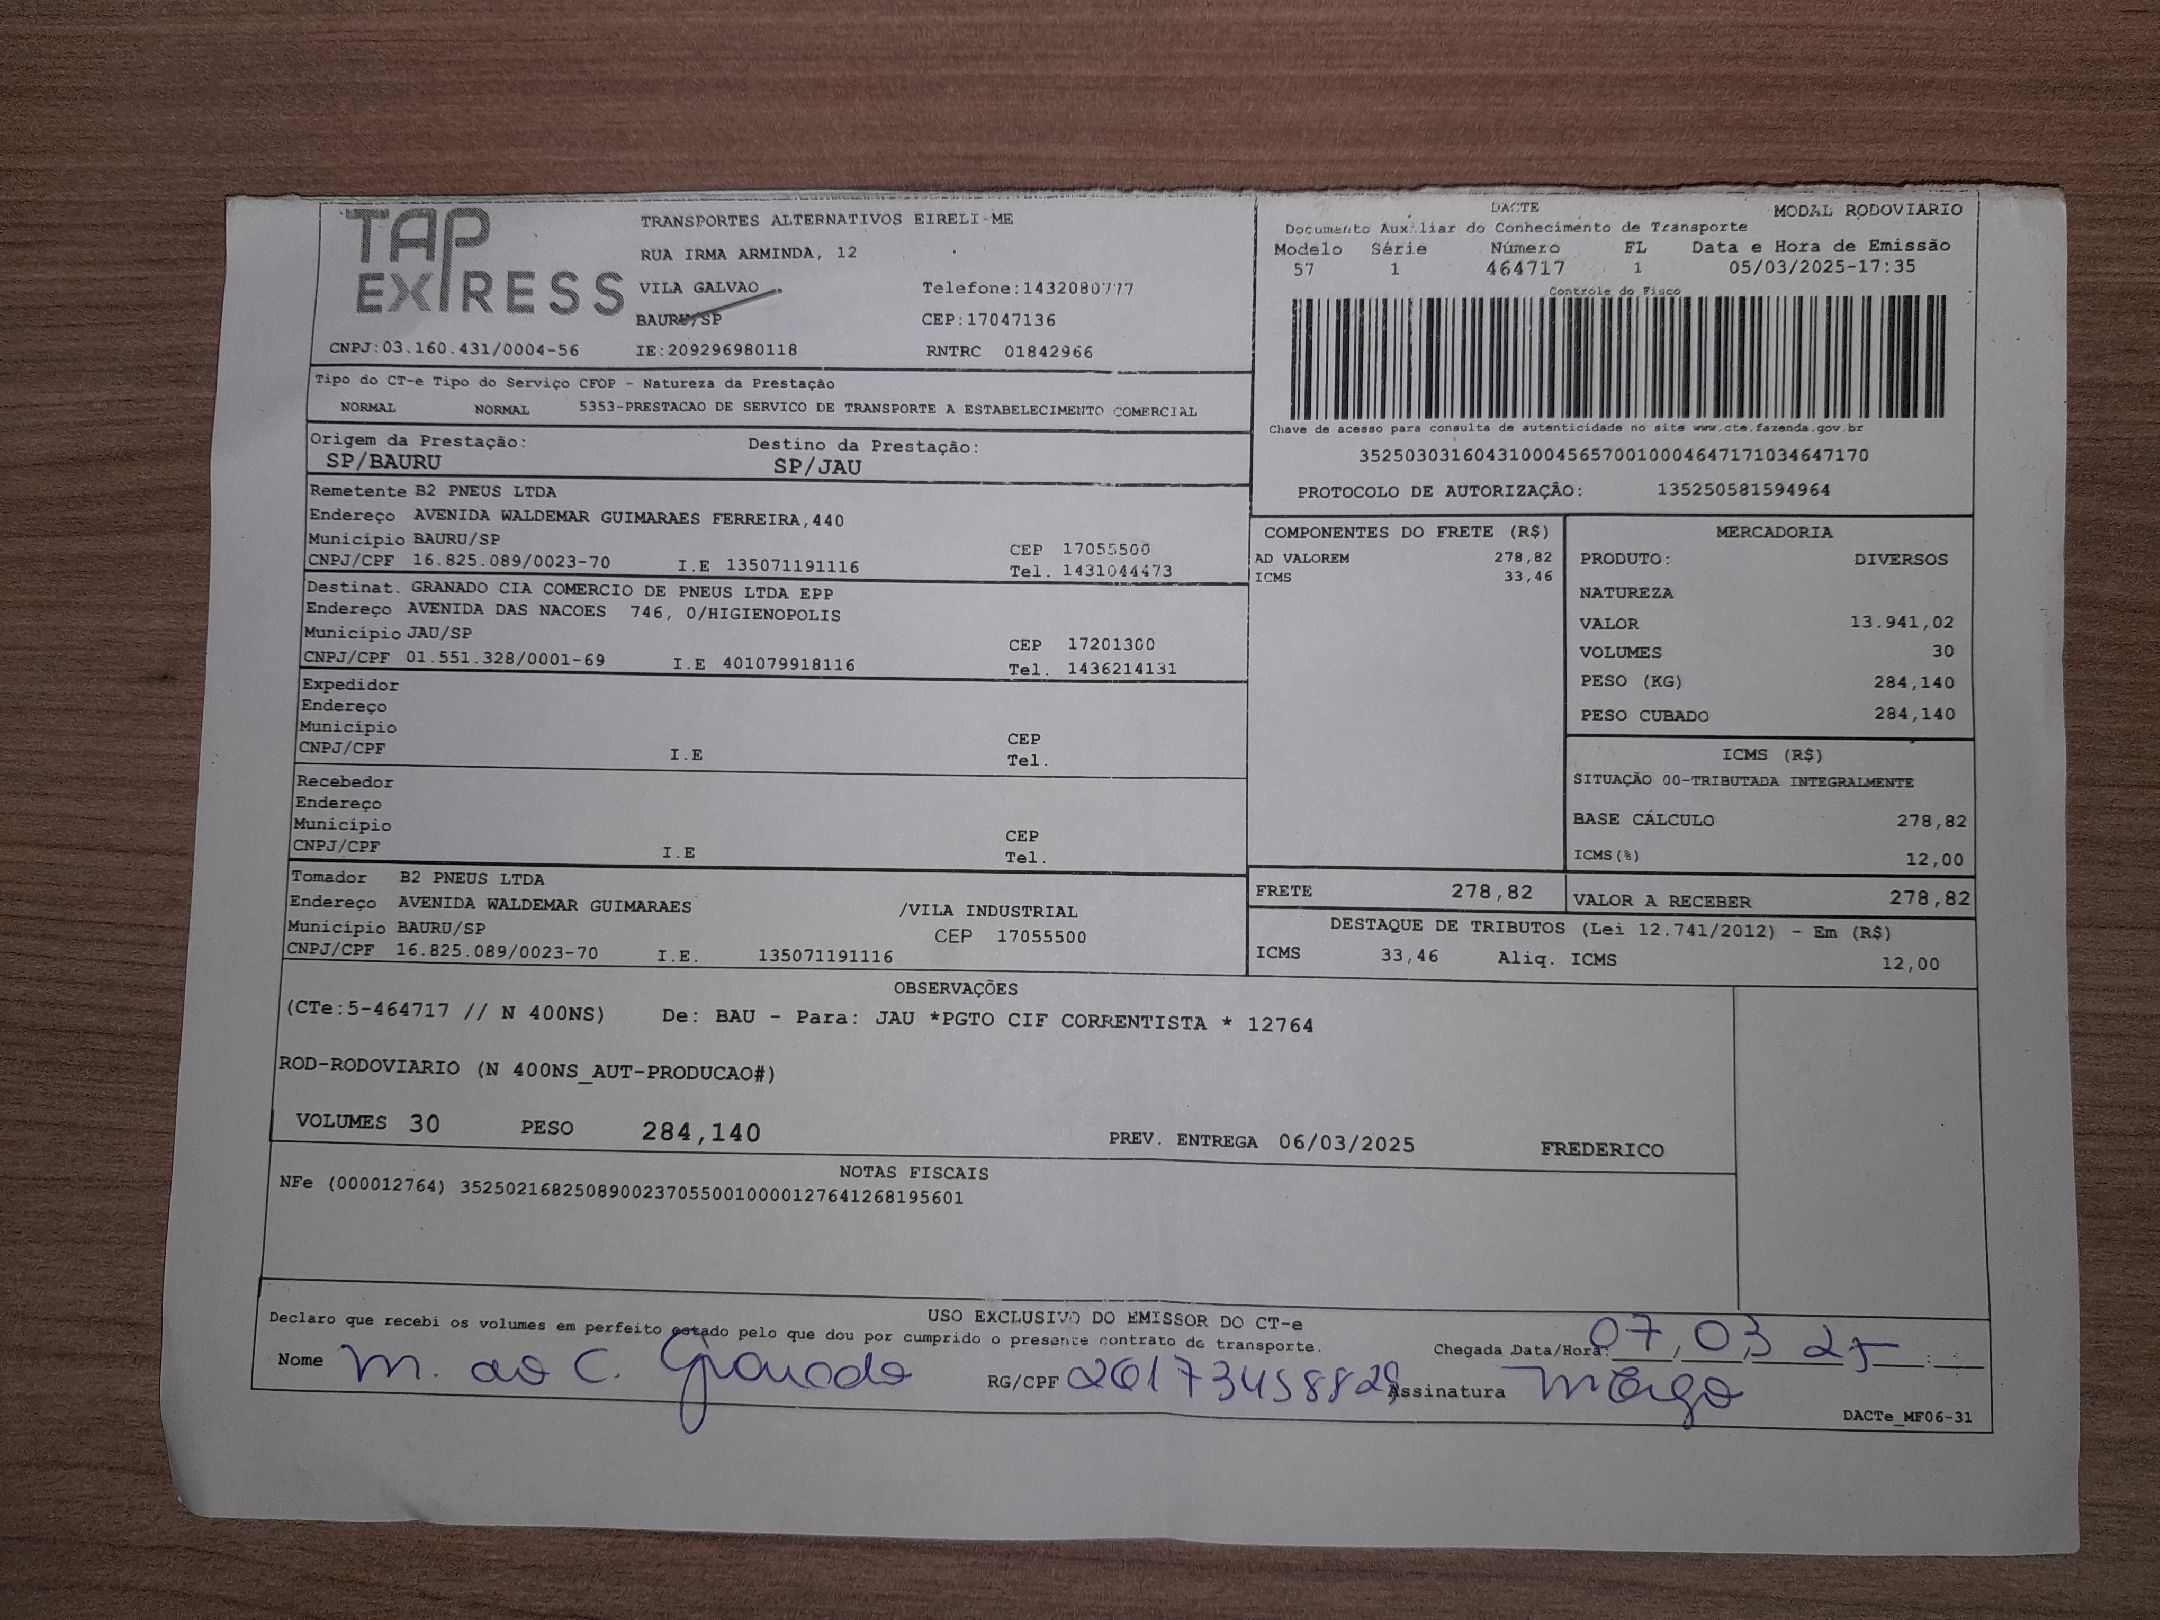 TAP EXPRESS
TRANSPORTES ALTERNATIVOS EIRELI-ME
RUA IRMA ARMINDA, 12
VILA GALVAO
Telefone:1432080777
BAURU/SP
CEP:17047136
CNPJ:03.160.431/0004-56 IE:209296980118 RNTRC 01842966
DACTE MODAL RODOVIARIO
Documento Auxiliar do Conhecimento de Transporte
Modelo Série Número FL Data e Hora de Emissão
57 1 464717 1 05/03/2025-17:35
Controle do Fisco
Chave de acesso para consulta de autenticidade no site www.cte.fazenda.gov.br
35250303160431000456570010004647171034647170
PROTOCOLO DE AUTORIZAÇÃO: 135250581594964
Tipo do CT-e Tipo do Serviço CFOP - Natureza da Prestação
NORMAL NORMAL 5353-PRESTACAO DE SERVICO DE TRANSPORTE A ESTABELECIMENTO COMERCIAL
Origem da Prestação: Destino da Prestação:
SP/BAURU SP/JAU
Remetente B2 PNEUS LTDA
Endereço AVENIDA WALDEMAR GUIMARAES FERREIRA,440
Município BAURU/SP CEP 17055500
CNPJ/CPF 16.825.089/0023-70 I.E 135071191116 Tel. 1431044473
Destinat. GRANADO CIA COMERCIO DE PNEUS LTDA EPP
Endereço AVENIDA DAS NACOES 746, 0/HIGIENOPOLIS
Município JAU/SP CEP 17201300
CNPJ/CPF 01.551.328/0001-69 I.E 401079918116 Tel. 1436214131
Expedidor
Endereço
Município CEP
CNPJ/CPF I.E Tel.
Recebedor
Endereço
Município CEP
CNPJ/CPF I.E Tel.
Tomador B2 PNEUS LTDA
Endereço AVENIDA WALDEMAR GUIMARAES /VILA INDUSTRIAL
Município BAURU/SP CEP 17055500
CNPJ/CPF 16.825.089/0023-70 I.E. 135071191116
COMPONENTES DO FRETE (R$)
AD VALOREM 278,82
ICMS 33,46
MERCADORIA
PRODUTO: DIVERSOS
NATUREZA
VALOR 13.941,02
VOLUMES 30
PESO (KG) 284,140
PESO CUBADO 284,140
ICMS (R$)
SITUAÇÃO 00-TRIBUTADA INTEGRALMENTE
BASE CÁLCULO 278,82
ICMS(%) 12,00
FRETE 278,82 VALOR A RECEBER 278,82
DESTAQUE DE TRIBUTOS (Lei 12.741/2012) - Em (R$)
ICMS 33,46 Aliq. ICMS 12,00
OBSERVAÇÕES
(CTe:5-464717 // N 400NS) De: BAU - Para: JAU *PGTO CIF CORRENTISTA * 12764
ROD-RODOVIARIO (N 400NS_AUT-PRODUCAO#)
VOLUMES 30 PESO 284,140 PREV. ENTREGA 06/03/2025 FREDERICO
NOTAS FISCAIS
NFe (000012764) 35250216825089002370550010000127641268195601
USO EXCLUSIVO DO EMISSOR DO CT-e
Declaro que recebi os volumes em perfeito estado pelo que dou por cumprido o presente contrato de transporte.
Chegada Data/Hora: 07,03 25 :
Nome M. do C. Granado RG/CPF 26173458829 Assinatura
DACTe_MF06-31